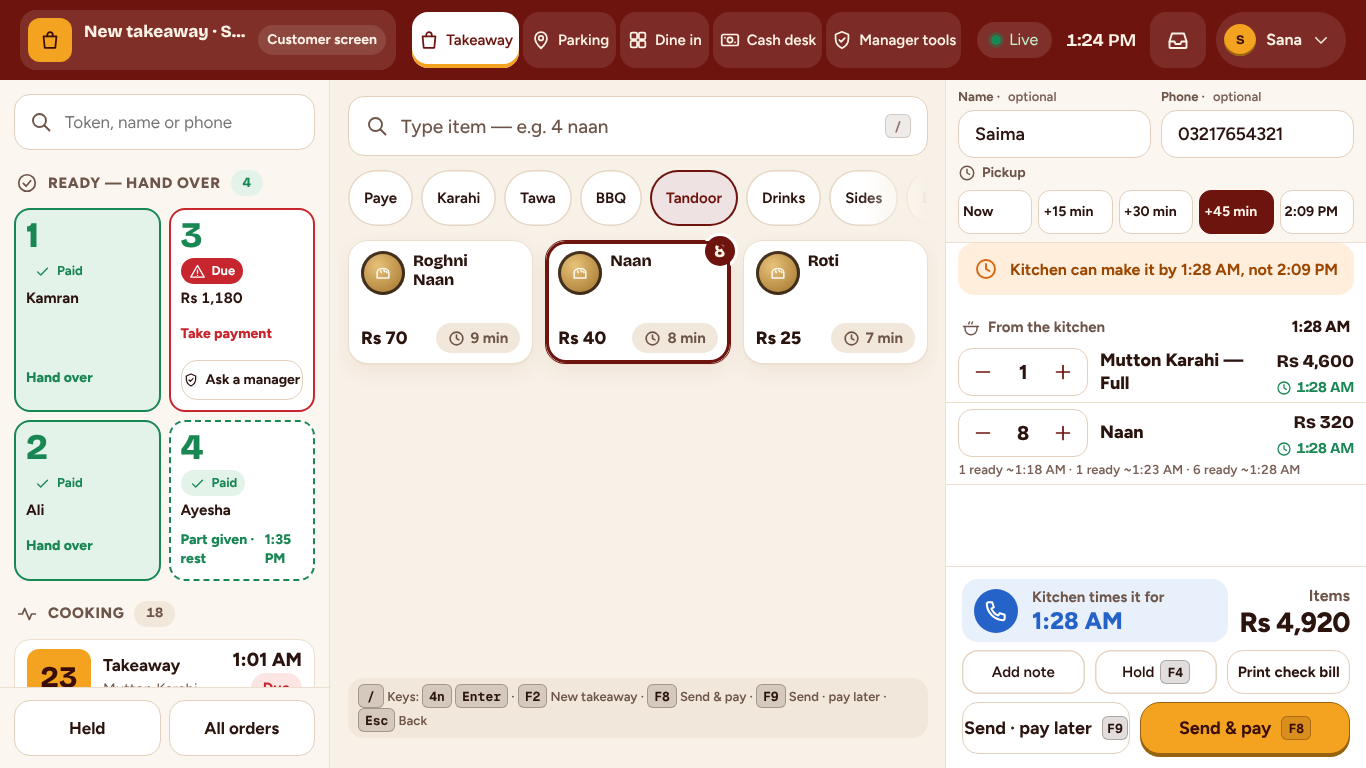 New takeaway · S...
Customer screen
Takeaway
Parking
Dine in
Cash desk
Manager tools
Live
1:24 PM
S
Sana
Token, name or phone
READY — HAND OVER 4
1
Paid
Kamran
Hand over
3
Due
Rs 1,180
Take payment
Ask a manager
2
Paid
Ali
Hand over
4
Paid
Ayesha
Part given · rest
1:35 PM
COOKING 18
23
Takeaway
1:01 AM
Mutton Karahi
Due
Held
All orders
Type item — e.g. 4 naan
/
Paye
Karahi
Tawa
BBQ
Tandoor
Drinks
Sides
Roghni Naan
Rs 70
9 min
8
Naan
Rs 40
8 min
Roti
Rs 25
7 min
/ Keys: 4n Enter · F2 New takeaway · F8 Send & pay · F9 Send · pay later ·
Esc Back
Name · optional
Phone · optional
Saima
03217654321
Pickup
Now
+15 min
+30 min
+45 min
2:09 PM
Kitchen can make it by 1:28 AM, not 2:09 PM
From the kitchen
1:28 AM
1
Mutton Karahi — Full
Rs 4,600
1:28 AM
8
Naan
Rs 320
1:28 AM
1 ready ~1:18 AM · 1 ready ~1:23 AM · 6 ready ~1:28 AM
Kitchen times it for
1:28 AM
Items
Rs 4,920
Add note
Hold F4
Print check bill
Send · pay later F9
Send & pay F8